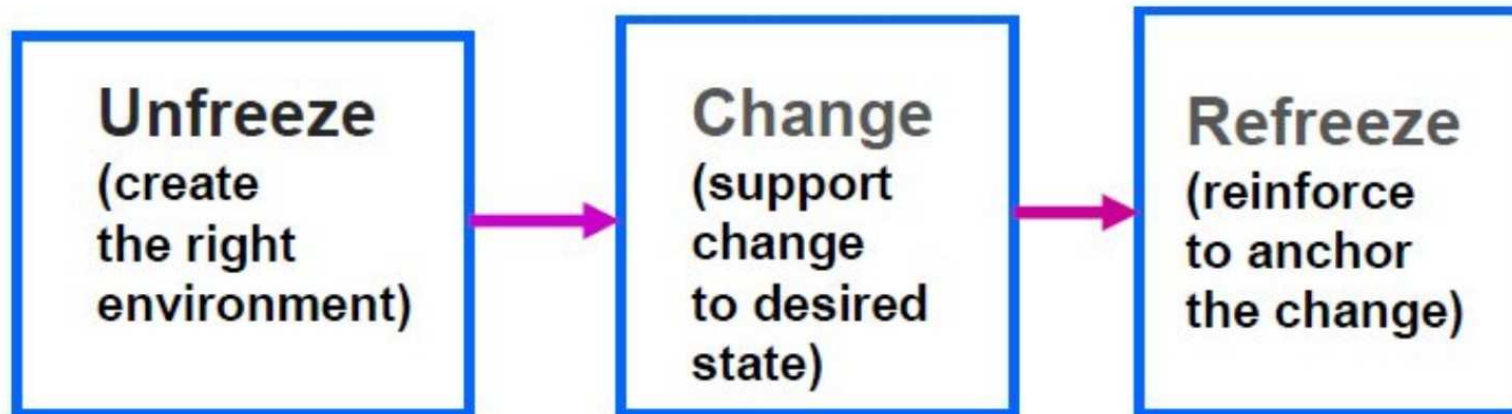 Unfreeze
(create
the right
environment)
Change
(support
change
to desired
state)
Refreeze
(reinforce
to anchor
the change)